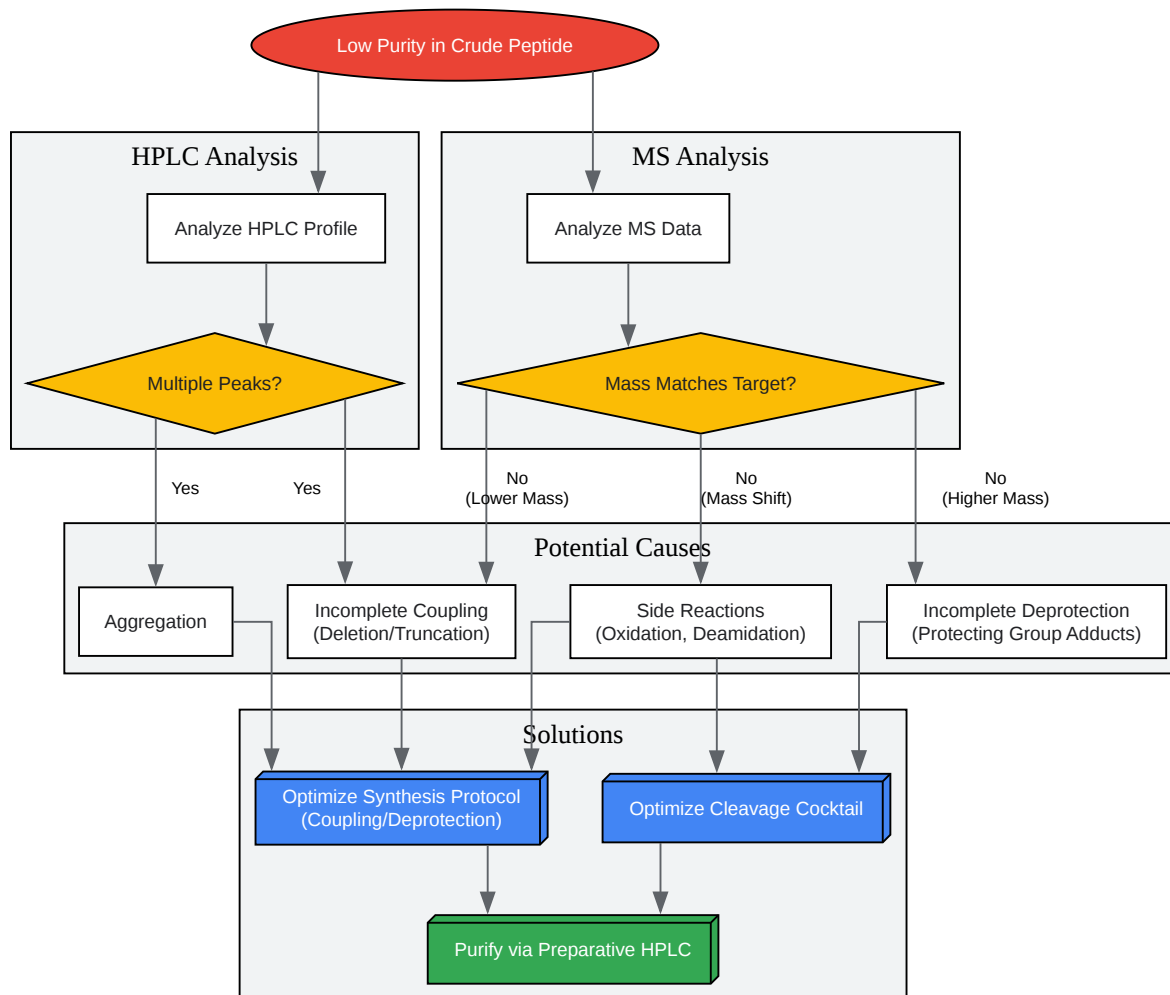 Low Purity in Crude Peptide
HPLC Analysis
MS Analysis
Analyze HPLC Profile
Analyze MS Data
Multiple Peaks?
Mass Matches Target?
Yes
Yes
No
(Lower Mass)
No
(Mass Shift)
No
(Higher Mass)
Potential Causes
Aggregation
Incomplete Coupling
(Deletion/Truncation)
Side Reactions
(Oxidation, Deamidation)
Incomplete Deprotection
(Protecting Group Adducts)
Solutions
Optimize Synthesis Protocol
(Coupling/Deprotection)
Optimize Cleavage Cocktail
Purify via Preparative HPLC